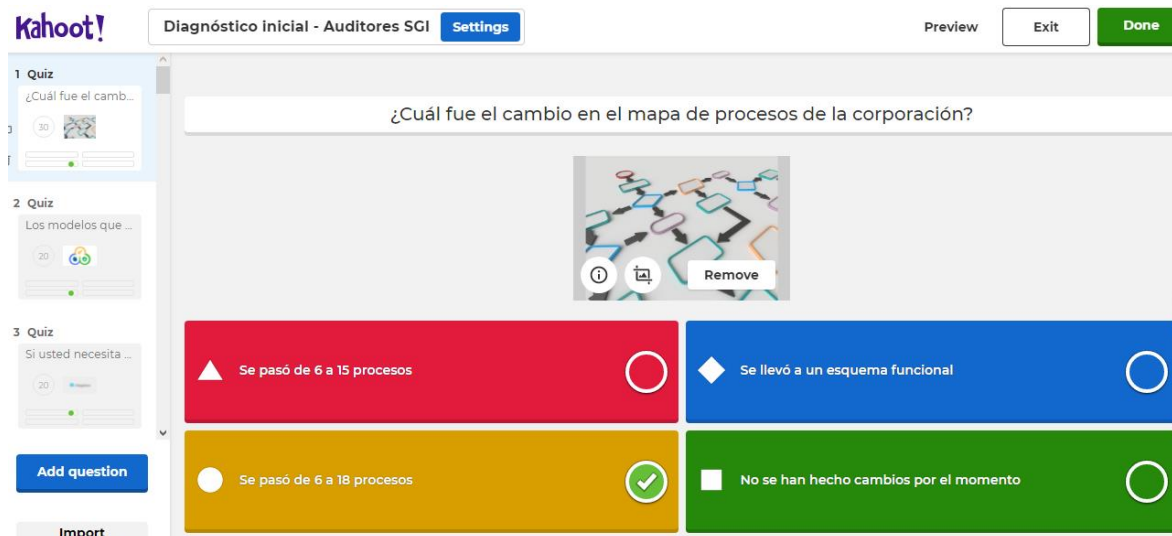 Kahoot!
Diagnóstico inicial - Auditores SGI
Settings
Preview
Exit
Done
1 Quiz
¿Cuál fue el camb...
30
2 Quiz
Los modelos que ...
20
3 Quiz
Si usted necesita ...
20
Add question
Import
¿Cuál fue el cambio en el mapa de procesos de la corporación?
Remove
Se pasó de 6 a 15 procesos
Se llevó a un esquema funcional
Se pasó de 6 a 18 procesos
No se han hecho cambios por el momento